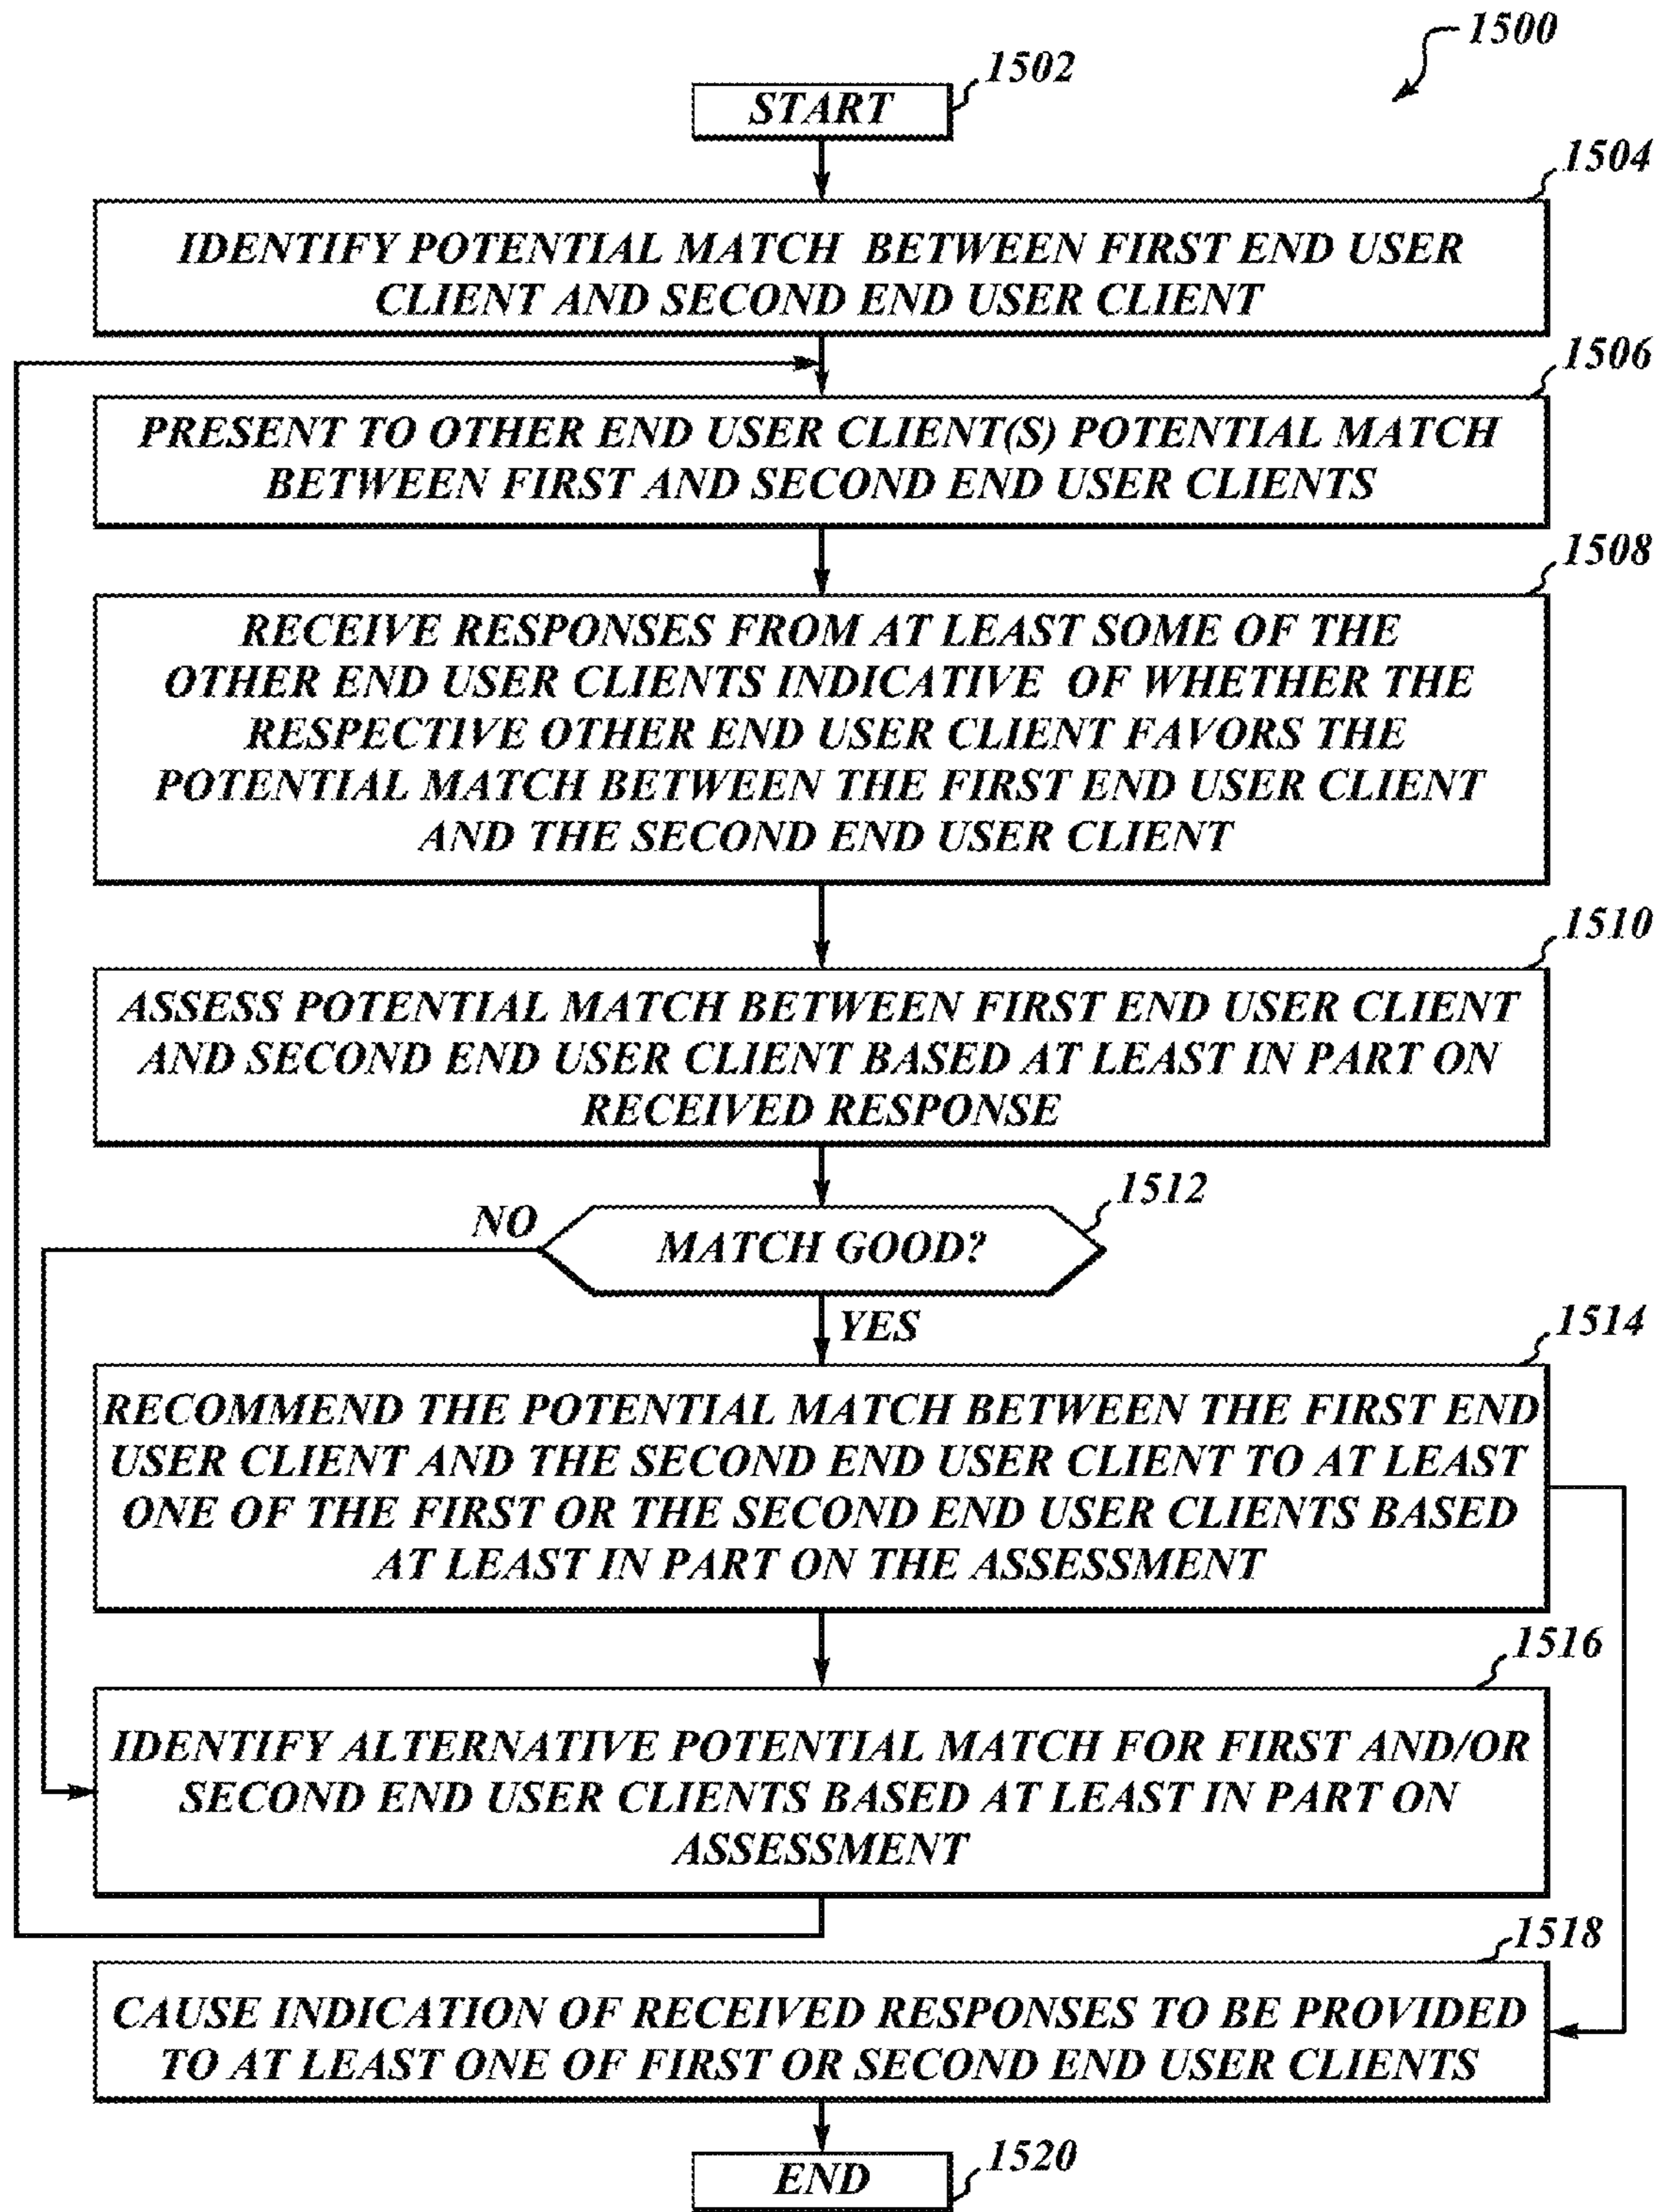 1500
1502
START
1504
IDENTIFY POTENTIAL MATCH BETWEEN FIRST END USER
CLIENT AND SECOND END USER CLIENT
1506
PRESENT TO OTHER END USER CLIENT(S) POTENTIAL MATCH
BETWEEN FIRST AND SECOND END USER CLIENTS
1508
RECEIVE RESPONSES FROM AT LEAST SOME OF THE
OTHER END USER CLIENTS INDICATIVE OF WHETHER THE
RESPECTIVE OTHER END USER CLIENT FAVORS THE
POTENTIAL MATCH BETWEEN THE FIRST END USER CLIENT
AND THE SECOND END USER CLIENT
1510
ASSESS POTENTIAL MATCH BETWEEN FIRST END USER CLIENT
AND SECOND END USER CLIENT BASED AT LEAST IN PART ON
RECEIVED RESPONSE
1512
NO
MATCH GOOD?
YES
1514
RECOMMEND THE POTENTIAL MATCH BETWEEN THE FIRST END
USER CLIENT AND THE SECOND END USER CLIENT TO AT LEAST
ONE OF THE FIRST OR THE SECOND END USER CLIENTS BASED
AT LEAST IN PART ON THE ASSESSMENT
1516
IDENTIFY ALTERNATIVE POTENTIAL MATCH FOR FIRST AND/OR
SECOND END USER CLIENTS BASED AT LEAST IN PART ON
ASSESSMENT
1518
CAUSE INDICATION OF RECEIVED RESPONSES TO BE PROVIDED
TO AT LEAST ONE OF FIRST OR SECOND END USER CLIENTS
1520
END